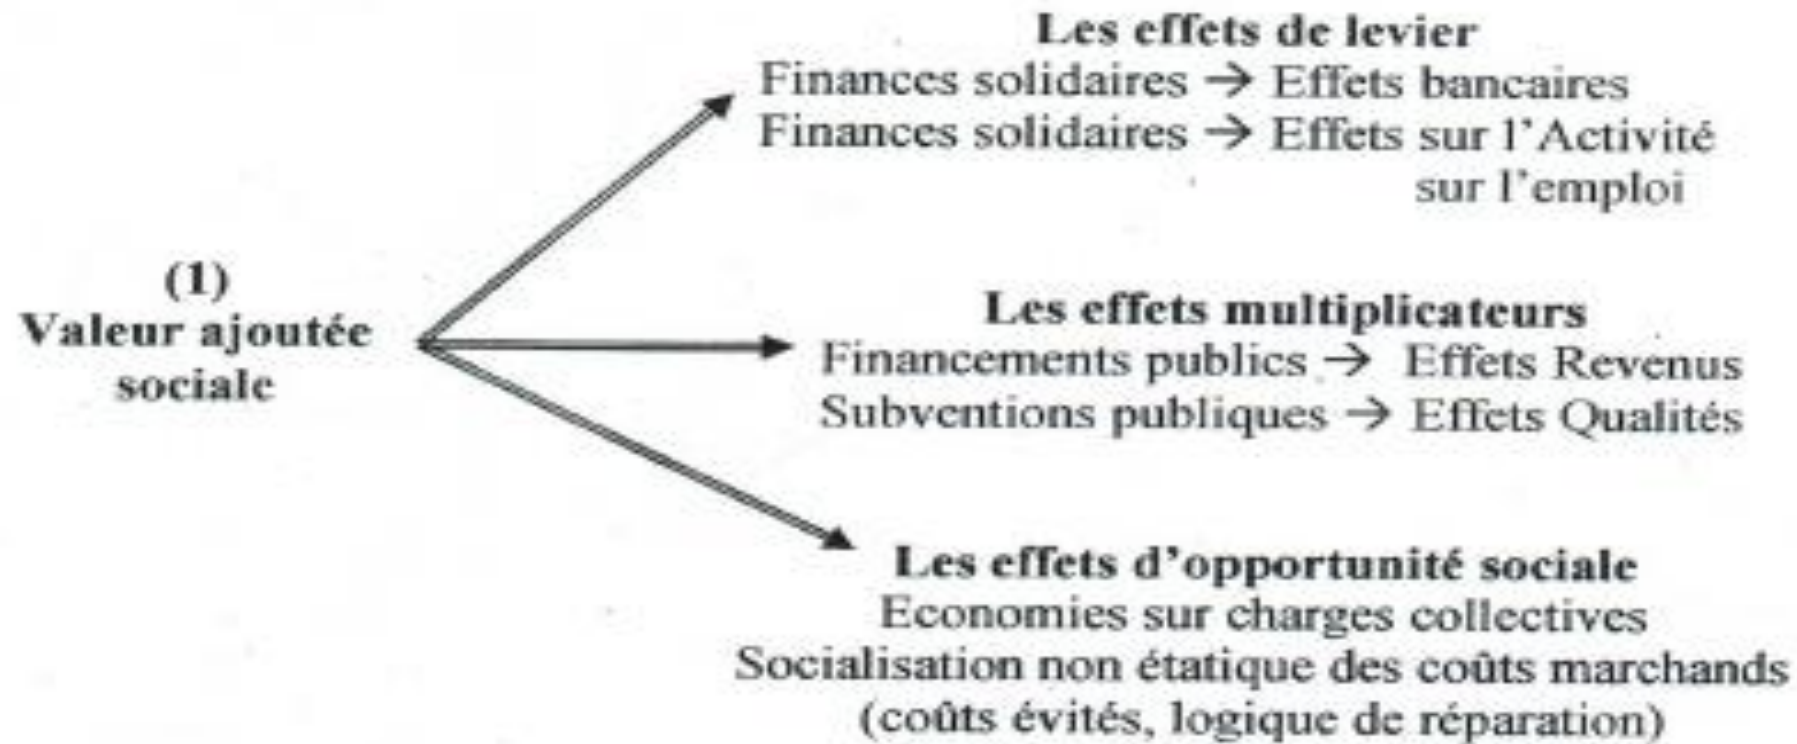 Les effets de levier
Finances solidaires → Effets bancaires
Finances solidaires → Effets sur l'Activité
sur l'emploi
(1)
Valeur ajoutée
sociale
Les effets multiplicateurs
Financements publics → Effets Revenus
Subventions publiques → Effets Qualités
Les effets d'opportunité sociale
Economies sur charges collectives
Socialisation non étatique des coûts marchands
(coûts évités, logique de réparation)